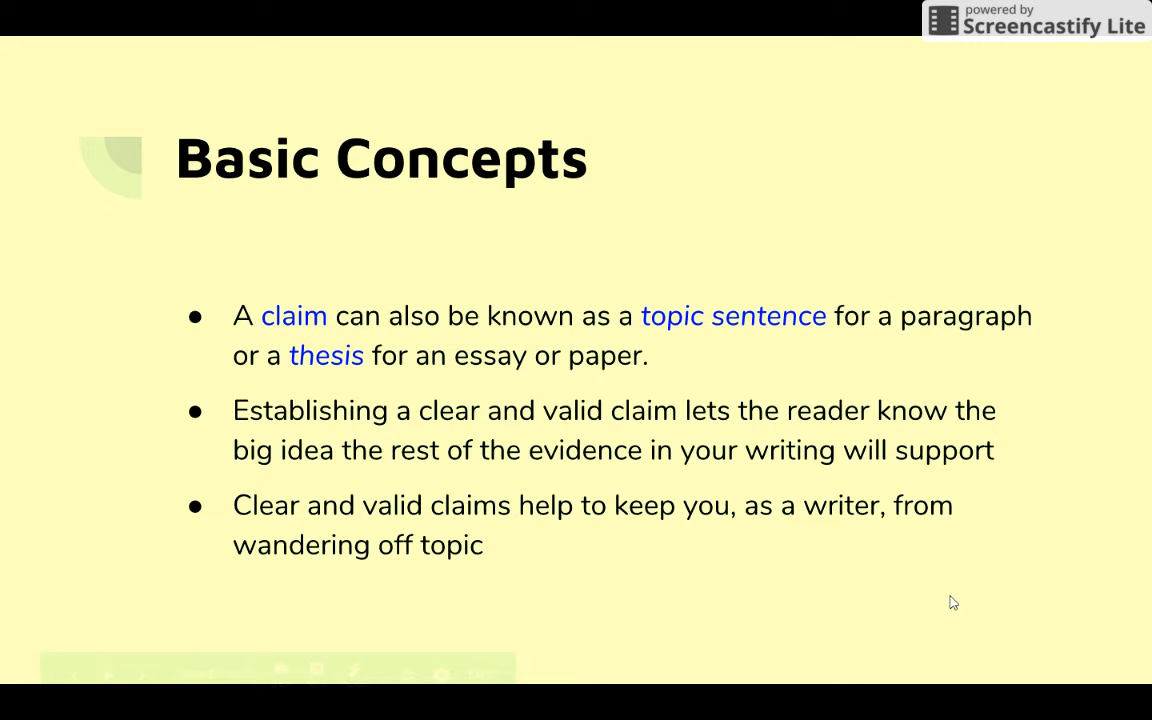 powered by
Screencastify Lite
Basic Concepts
● A claim can also be known as a topic sentence for a paragraph
or a thesis for an essay or paper.
● Establishing a clear and valid claim lets the reader know the
big idea the rest of the evidence in your writing will support
● Clear and valid claims help to keep you, as a writer, from
wandering off topic